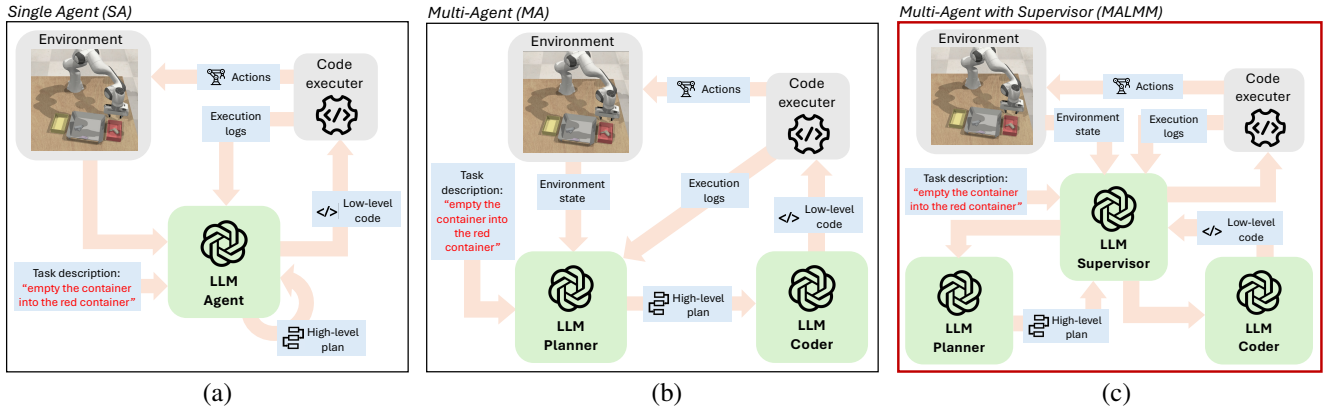 Single Agent (SA)
Environment
Actions
Code
executer
</>
Execution
logs
</> Low-level
code
Task description:
“empty the container
into the red container”
LLM
Agent
High-level
plan
(a)
Multi-Agent (MA)
Environment
Actions
Code
executer
</>
Task
description:
“empty the
container into
the red
container”
Environment
state
Execution
logs
</> Low-level
code
LLM
Planner
High-level
plan
LLM
Coder
(b)
Multi-Agent with Supervisor (MALMM)
Environment
Actions
Code
executer
</>
Environment
state
Execution
logs
Task description:
“empty the container
into the red container”
LLM
Supervisor
</> Low-level
code
LLM
Planner
High-level
plan
LLM
Coder
(c)